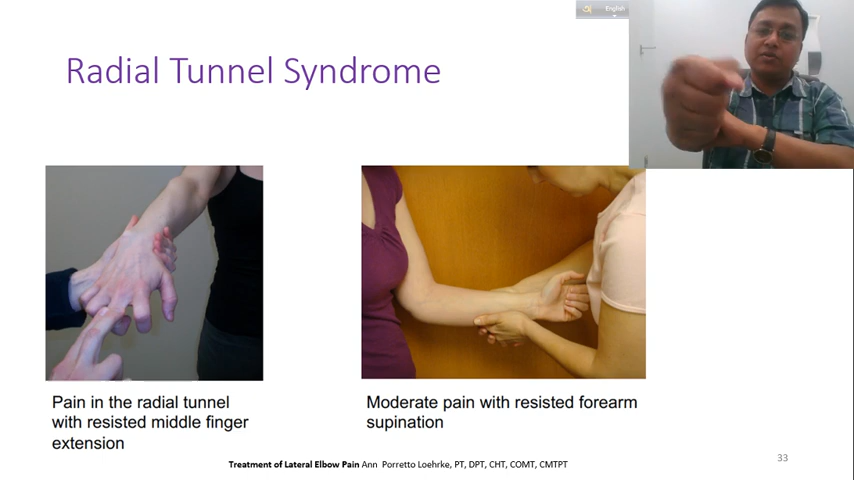 অ English
Radial Tunnel Syndrome
Pain in the radial tunnel
with resisted middle finger
extension
Moderate pain with resisted forearm
supination
33
Treatment of Lateral Elbow Pain Ann Porretto Loehrke, PT, DPT, CHT, COMT, CMTPT